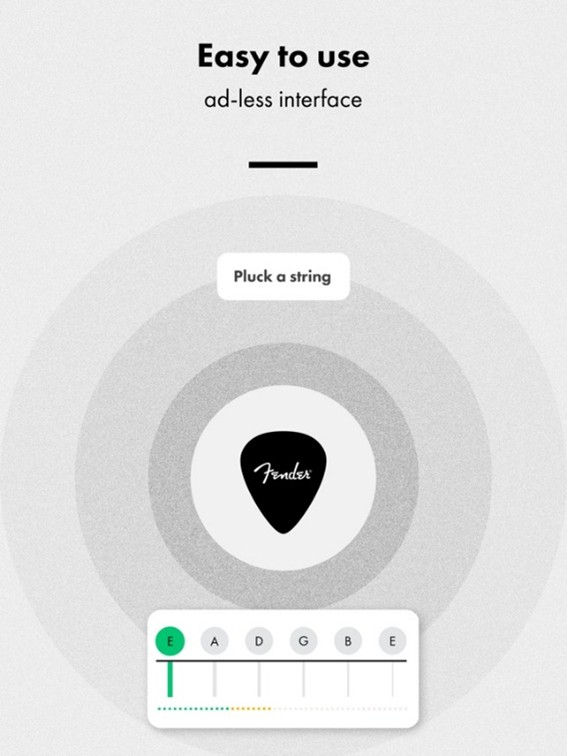 Easy to use
ad-less interface
Pluck a string
Fender
E A D G B E